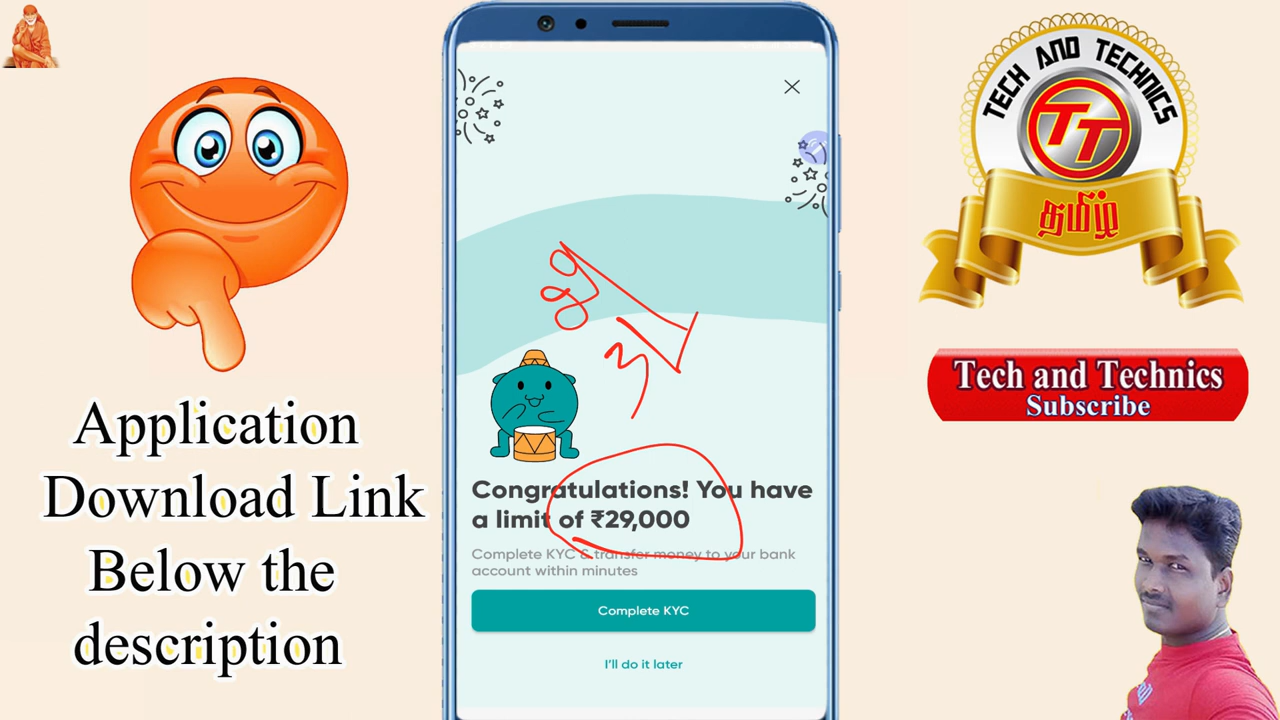 TECH AND TECHNICS
TT
தமிழ்
Tech and Technics
Subscribe
Application
Download Link
Below the
description
Congratulations! You have
a limit of ₹29,000
Complete KYC & transfer money to your bank
account within minutes
Complete KYC
I'll do it later